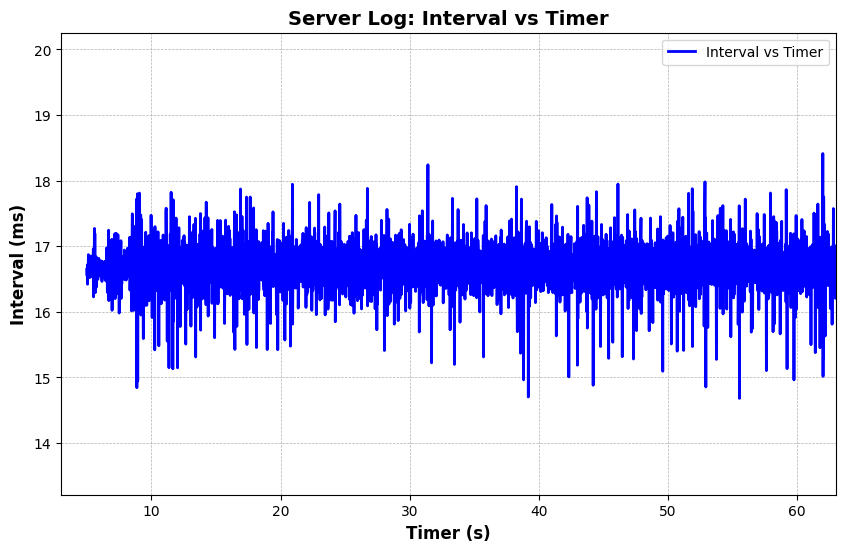 Server Log: Interval vs Timer
Interval vs Timer
20
19
18
17
16
15
14
Interval (ms)
10 20 30 40 50 60
Timer (s)